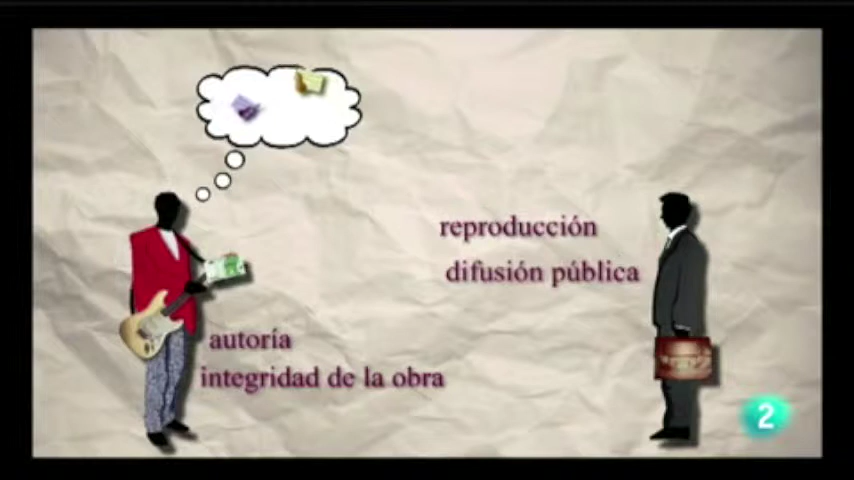 reproducción
difusión pública
autoría
integridad de la obra
2